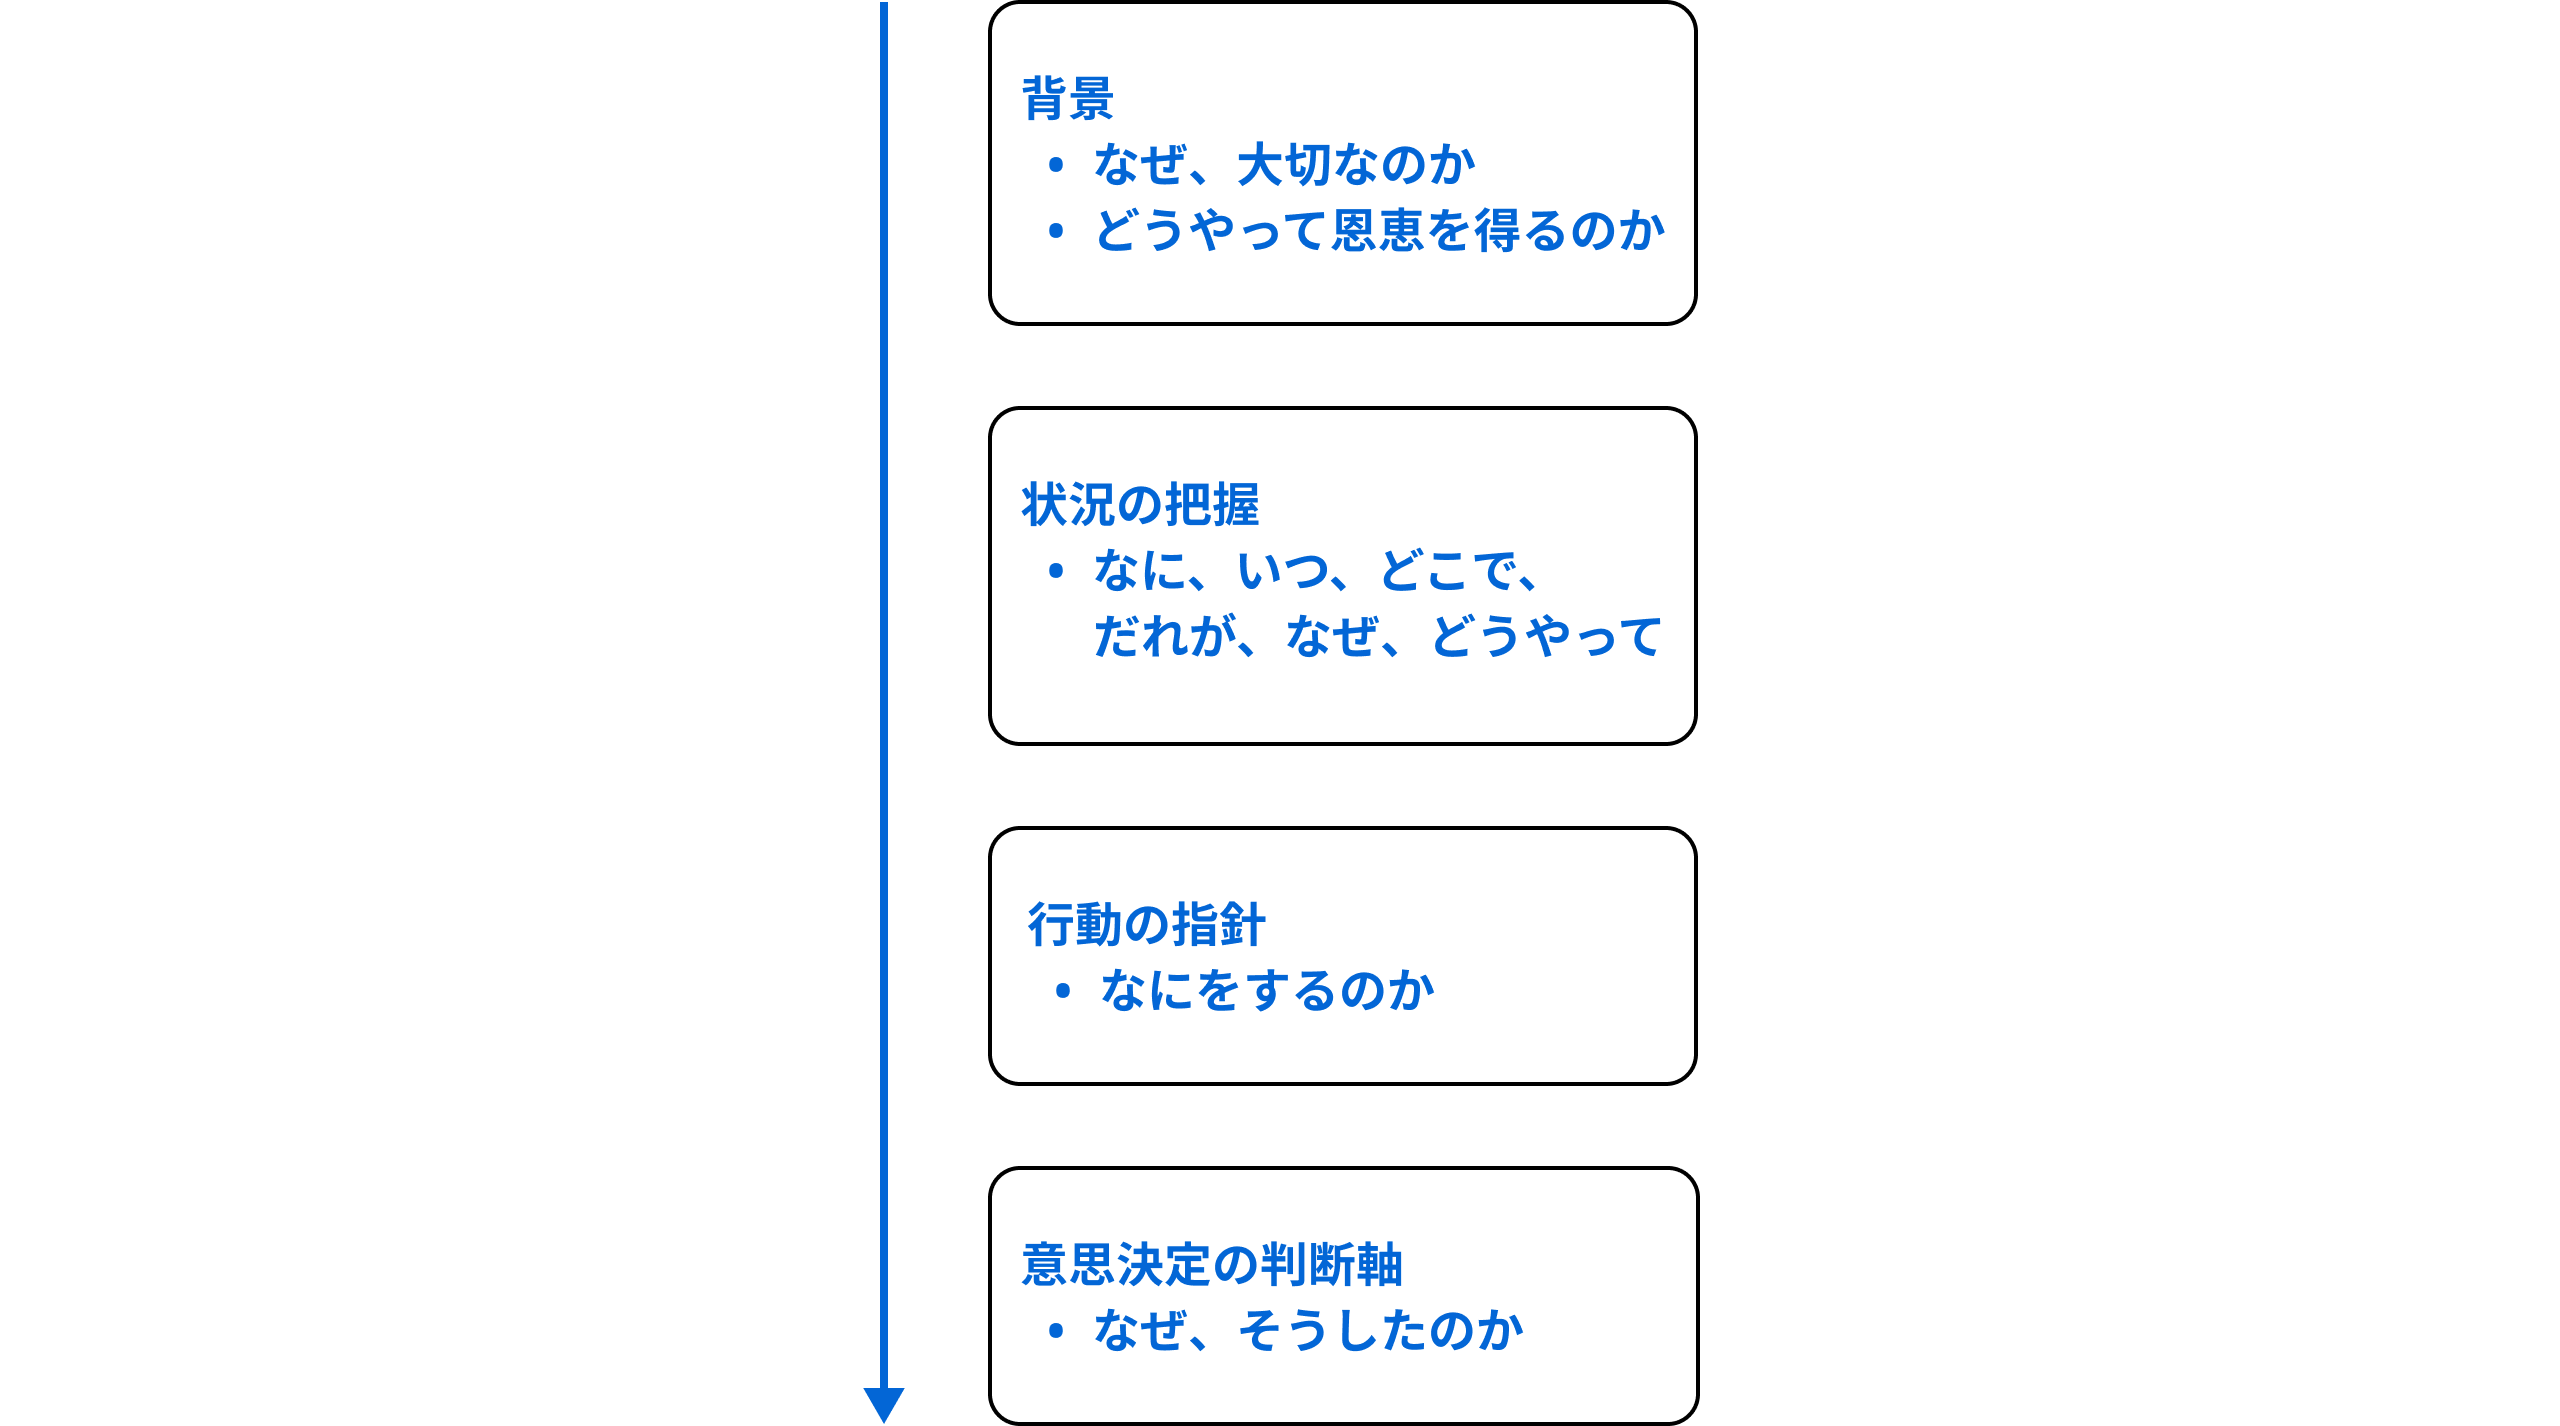 背景
• なぜ、大切なのか
• どうやって恩恵を得るのか
状況の把握
• なに、いつ、どこで、
だれが、なぜ、どうやって
行動の指針
• なにをするのか
意思決定の判断軸
• なぜ、そうしたのか